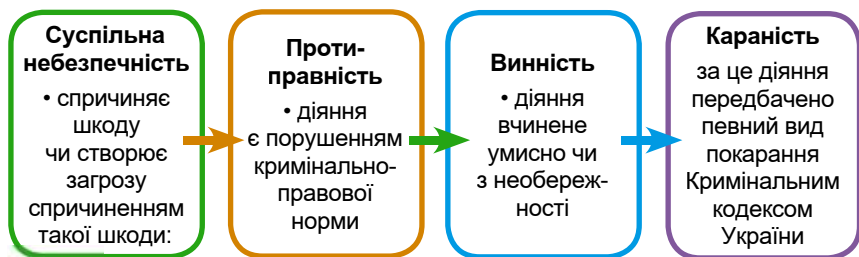 Суспільна
небезпечність
• спричиняє
шкоду
чи створює
загрозу
спричиненням
такої шкоди:
Проти-
правність
• діяння
є порушенням
кримінально-
правової
норми
Винність
• діяння
вчинене
умисно чи
з необереж-
ності
Караність
за це діяння
передбачено
певний вид
покарання
Кримінальним
кодексом
України